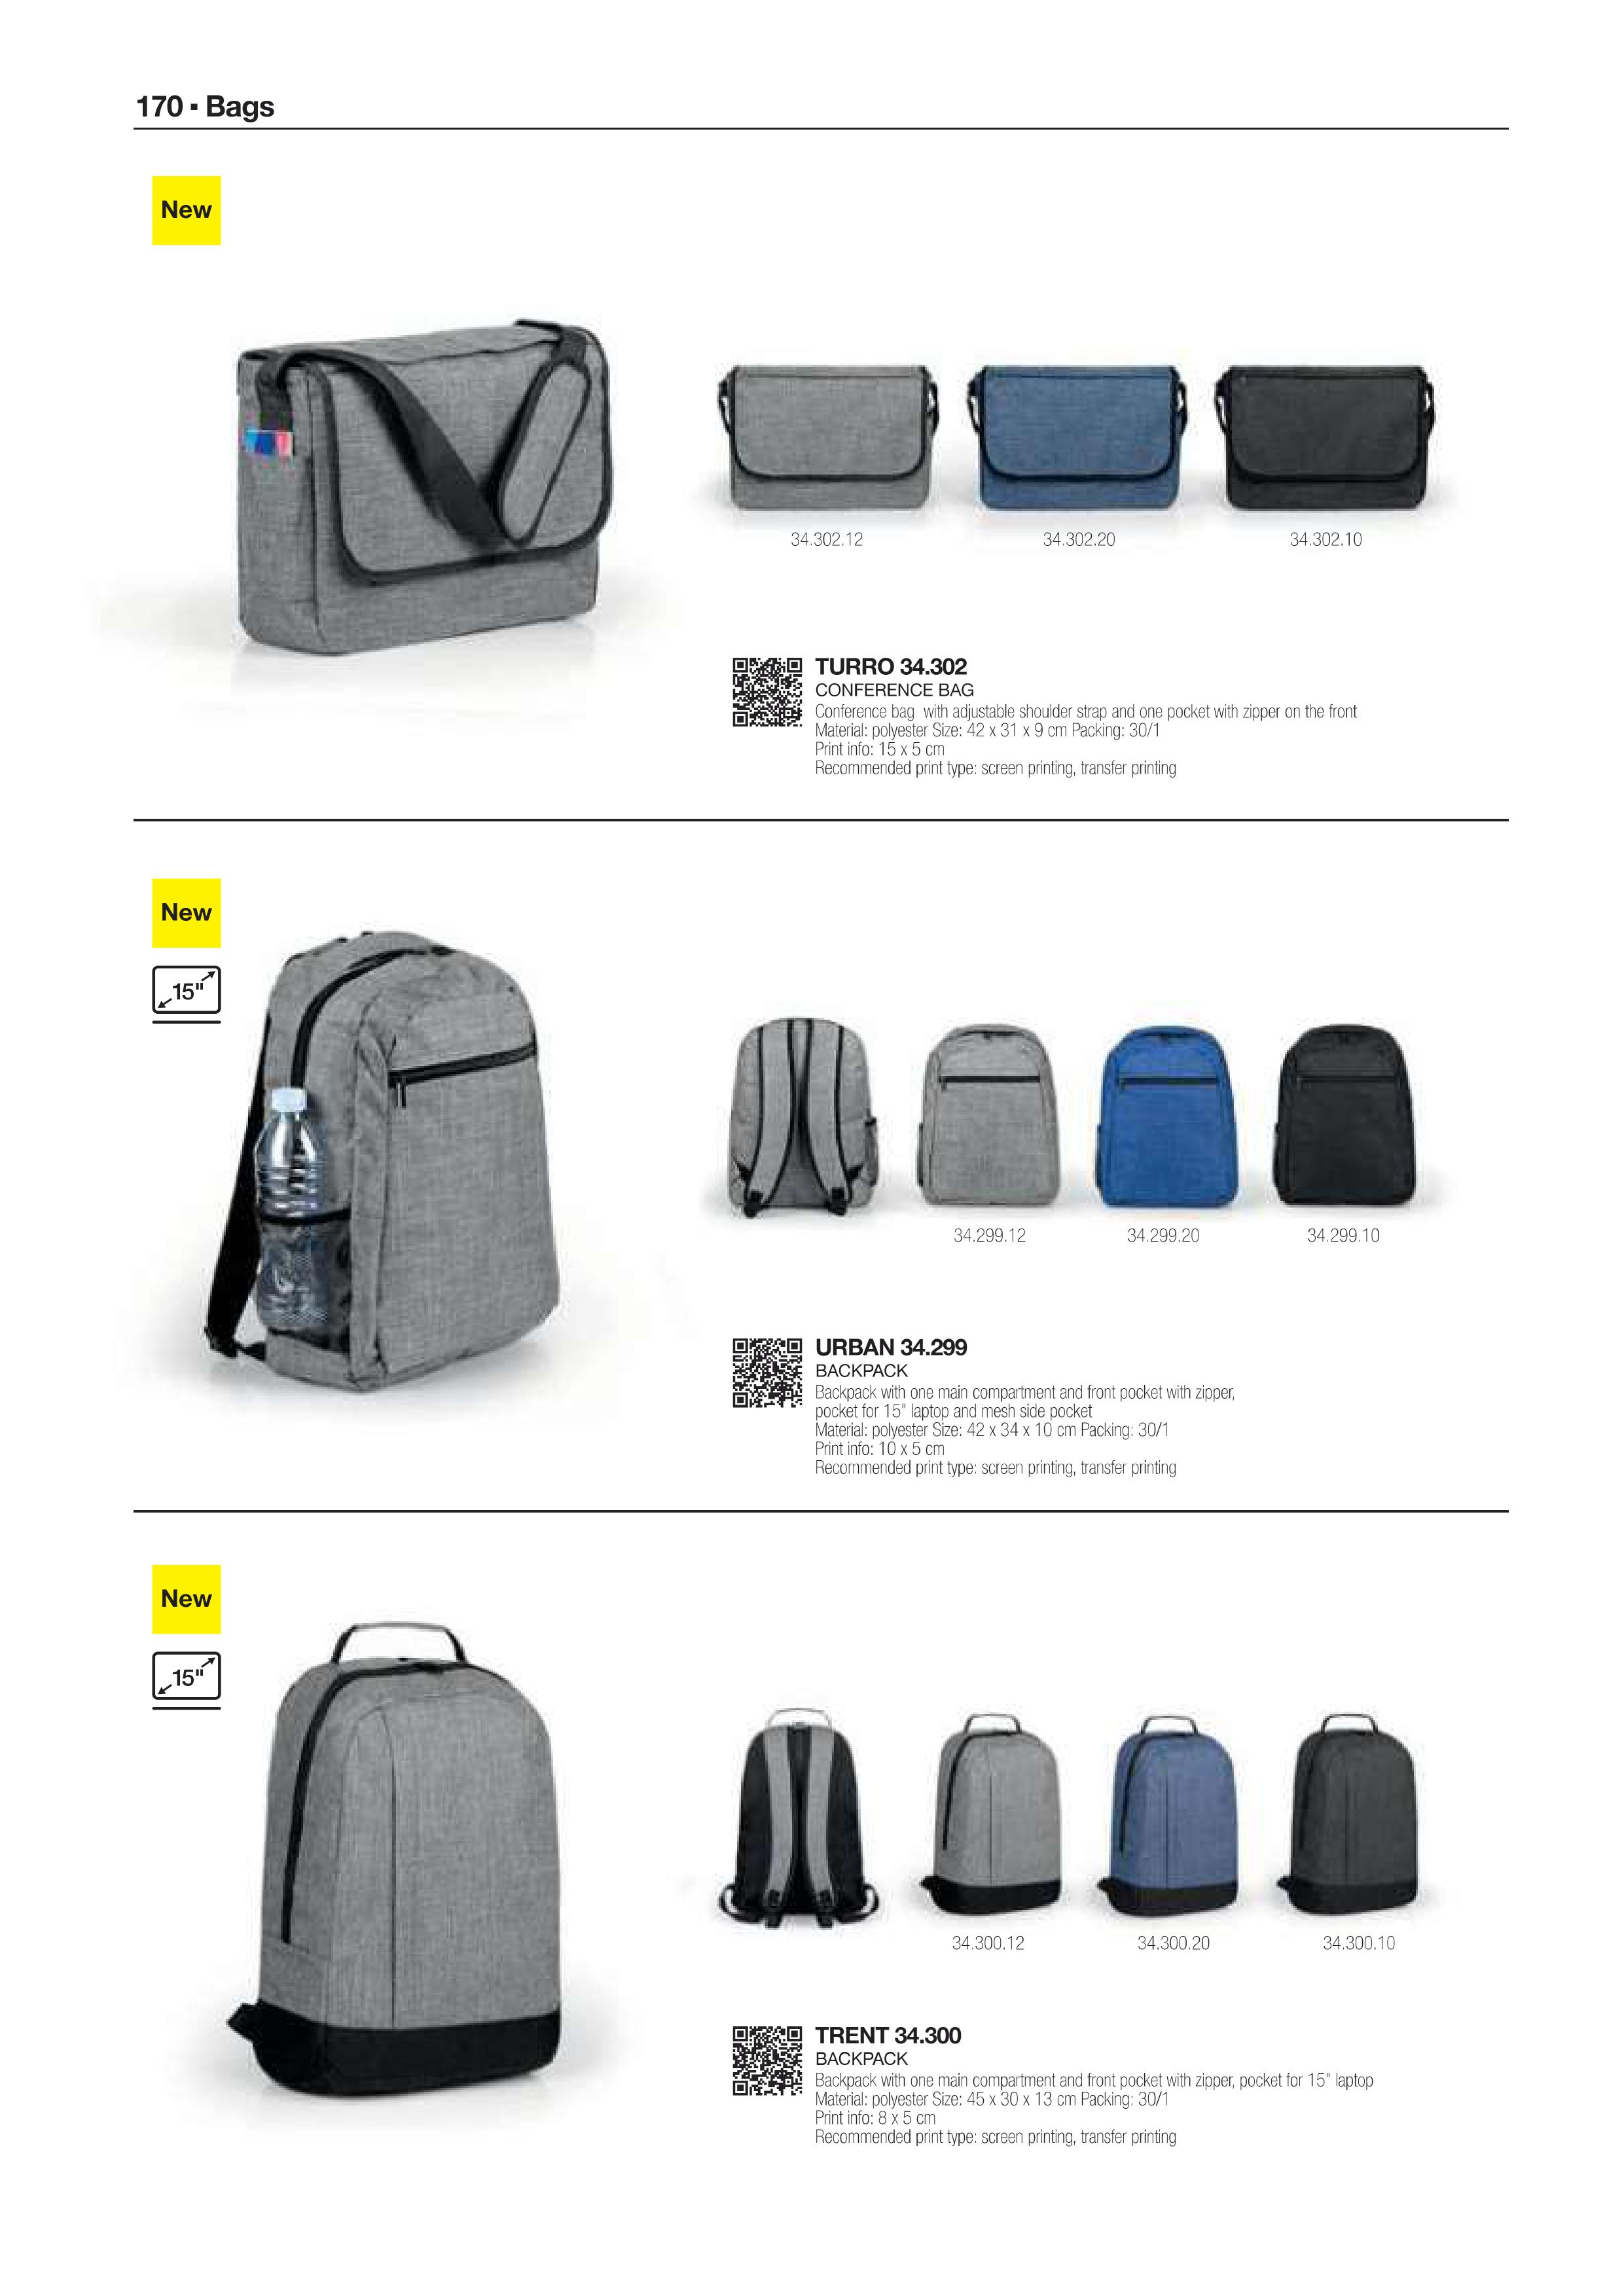 170 ▪ Bags
New
34.302.12
34.302.20
34.302.10
TURRO 34.302
CONFERENCE BAG
Conference bag  with adjustable shoulder strap and one pocket with zipper on the front
Material: polyester Size: 42 x 31 x 9 cm Packing: 30/1
Print info: 15 x 5 cm
Recommended print type: screen printing, transfer printing
New
15"
34.299.12
34.299.20
34.299.10
URBAN 34.299
BACKPACK
Backpack with one main compartment and front pocket with zipper,
pocket for 15" laptop and mesh side pocket
Material: polyester Size: 42 x 34 x 10 cm Packing: 30/1
Print info: 10 x 5 cm
Recommended print type: screen printing, transfer printing
New
15"
34.300.12
34.300.20
34.300.10
TRENT 34.300
BACKPACK
Backpack with one main compartment and front pocket with zipper, pocket for 15" laptop
Material: polyester Size: 45 x 30 x 13 cm Packing: 30/1
Print info: 8 x 5 cm
Recommended print type: screen printing, transfer printing